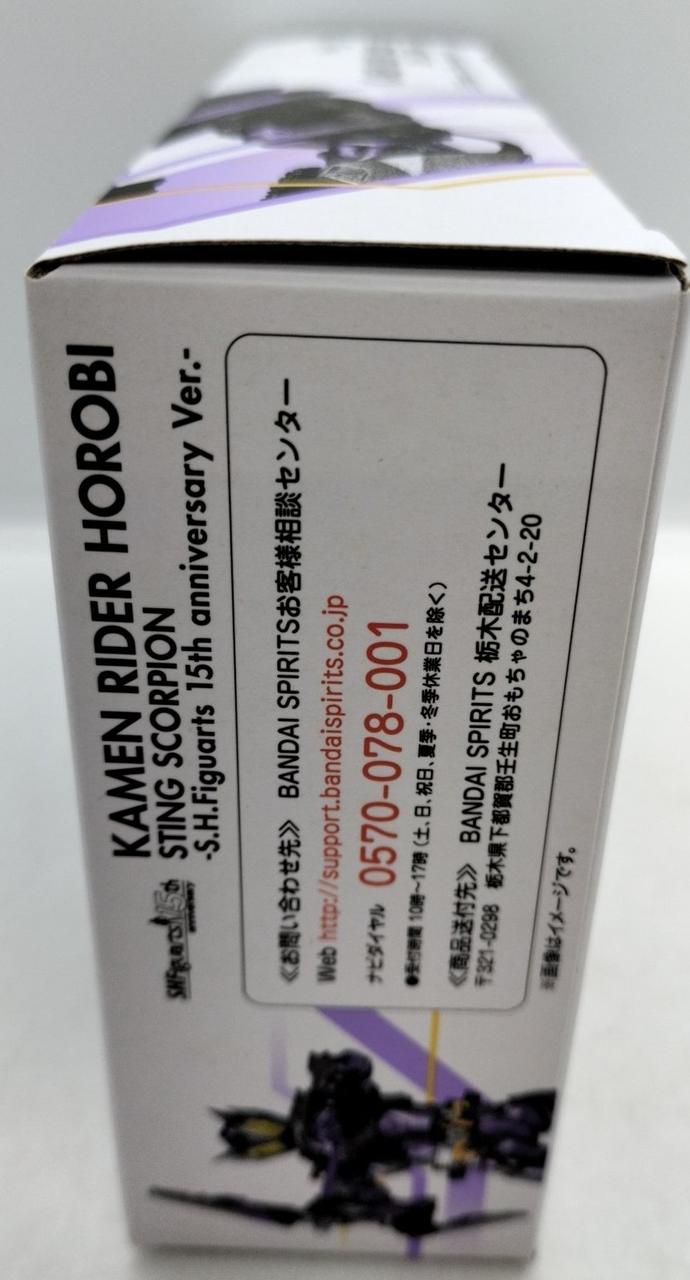 KAMEN RIDER HOROBI
STING SCORPION
-S.H.Figuarts 15th anniversary Ver.-
S.H.Figuarts 15th
anniversary
≪お問い合わせ先≫ BANDAI SPIRITSお客様相談センター
Web http://support.bandaispirits.co.jp
ナビダイヤル 0570-078-001
●受付時間 10時〜17時（土、日、祝日、夏季・冬季休業日を除く）
≪商品送付先≫ BANDAI SPIRITS 栃木配送センター
〒321-0298 栃木県下都賀郡壬生町おもちゃのまち4-2-20
※画像はイメージです。